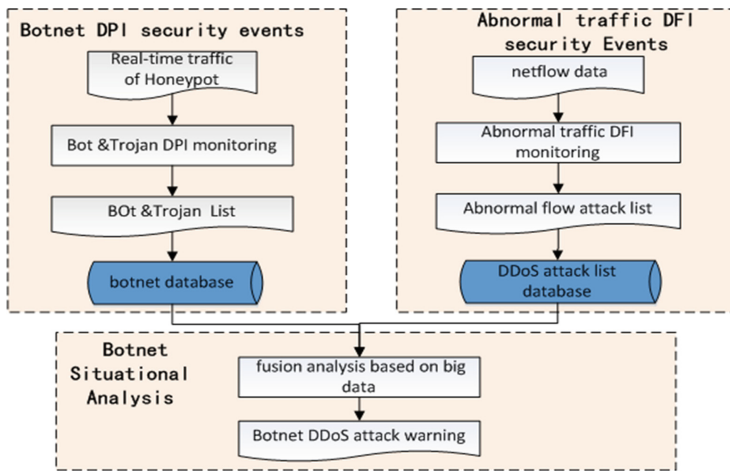 Botnet DPI security events
Real-time traffic
of Honeypot
Bot &Trojan DPI monitoring
BOt &Trojan List
botnet database
Abnormal traffic DFI
security Events
netflow data
Abnormal traffic DFI
monitoring
Abnormal flow attack list
DDoS attack list
database
Botnet
Situational
Analysis
fusion analysis based on big
data
Botnet DDoS attack warning